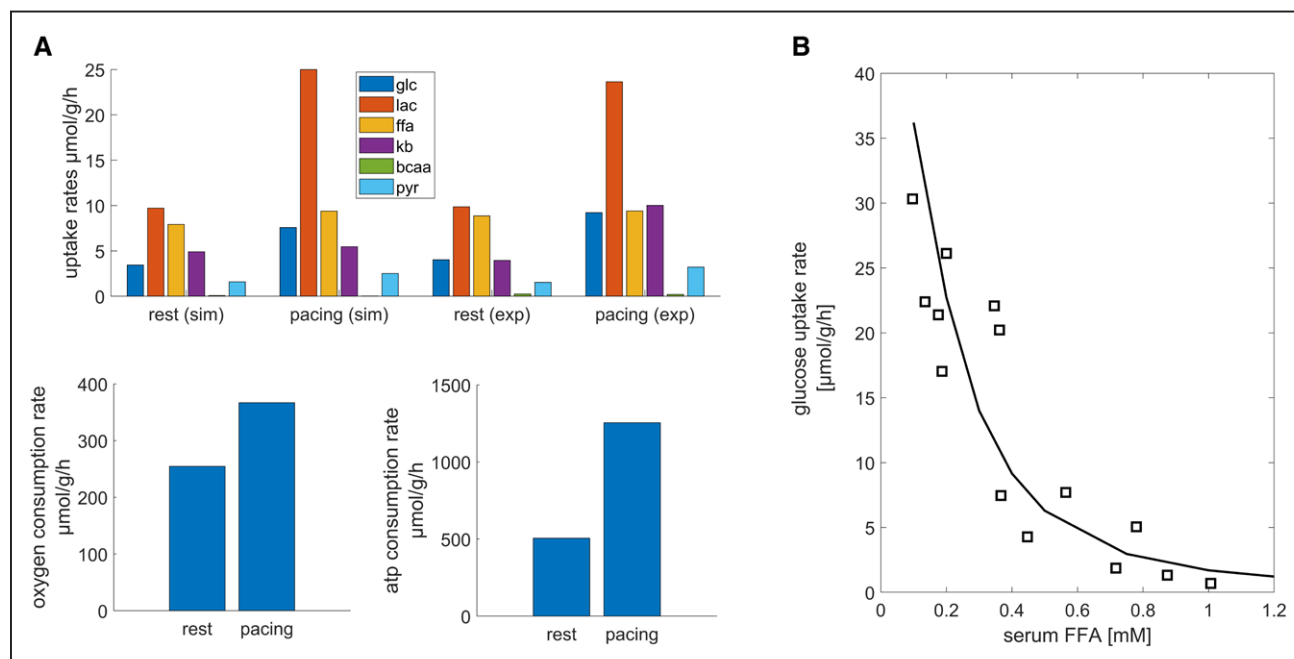 A
25
20
15
10
5
0
uptake rates µmol/g/h
glc
lac
ffa
kb
bcaa
pyr
rest (sim) pacing (sim) rest (exp) pacing (exp)
400
300
200
100
0
oxygen consumption rate
µmol/g/h
rest pacing
1500
1000
500
0
atp consumption rate
µmol/g/h
rest pacing
B
40
35
30
25
20
15
10
5
0
glucose uptake rate
[µmol/g/h]
0 0.2 0.4 0.6 0.8 1 1.2
serum FFA [mM]